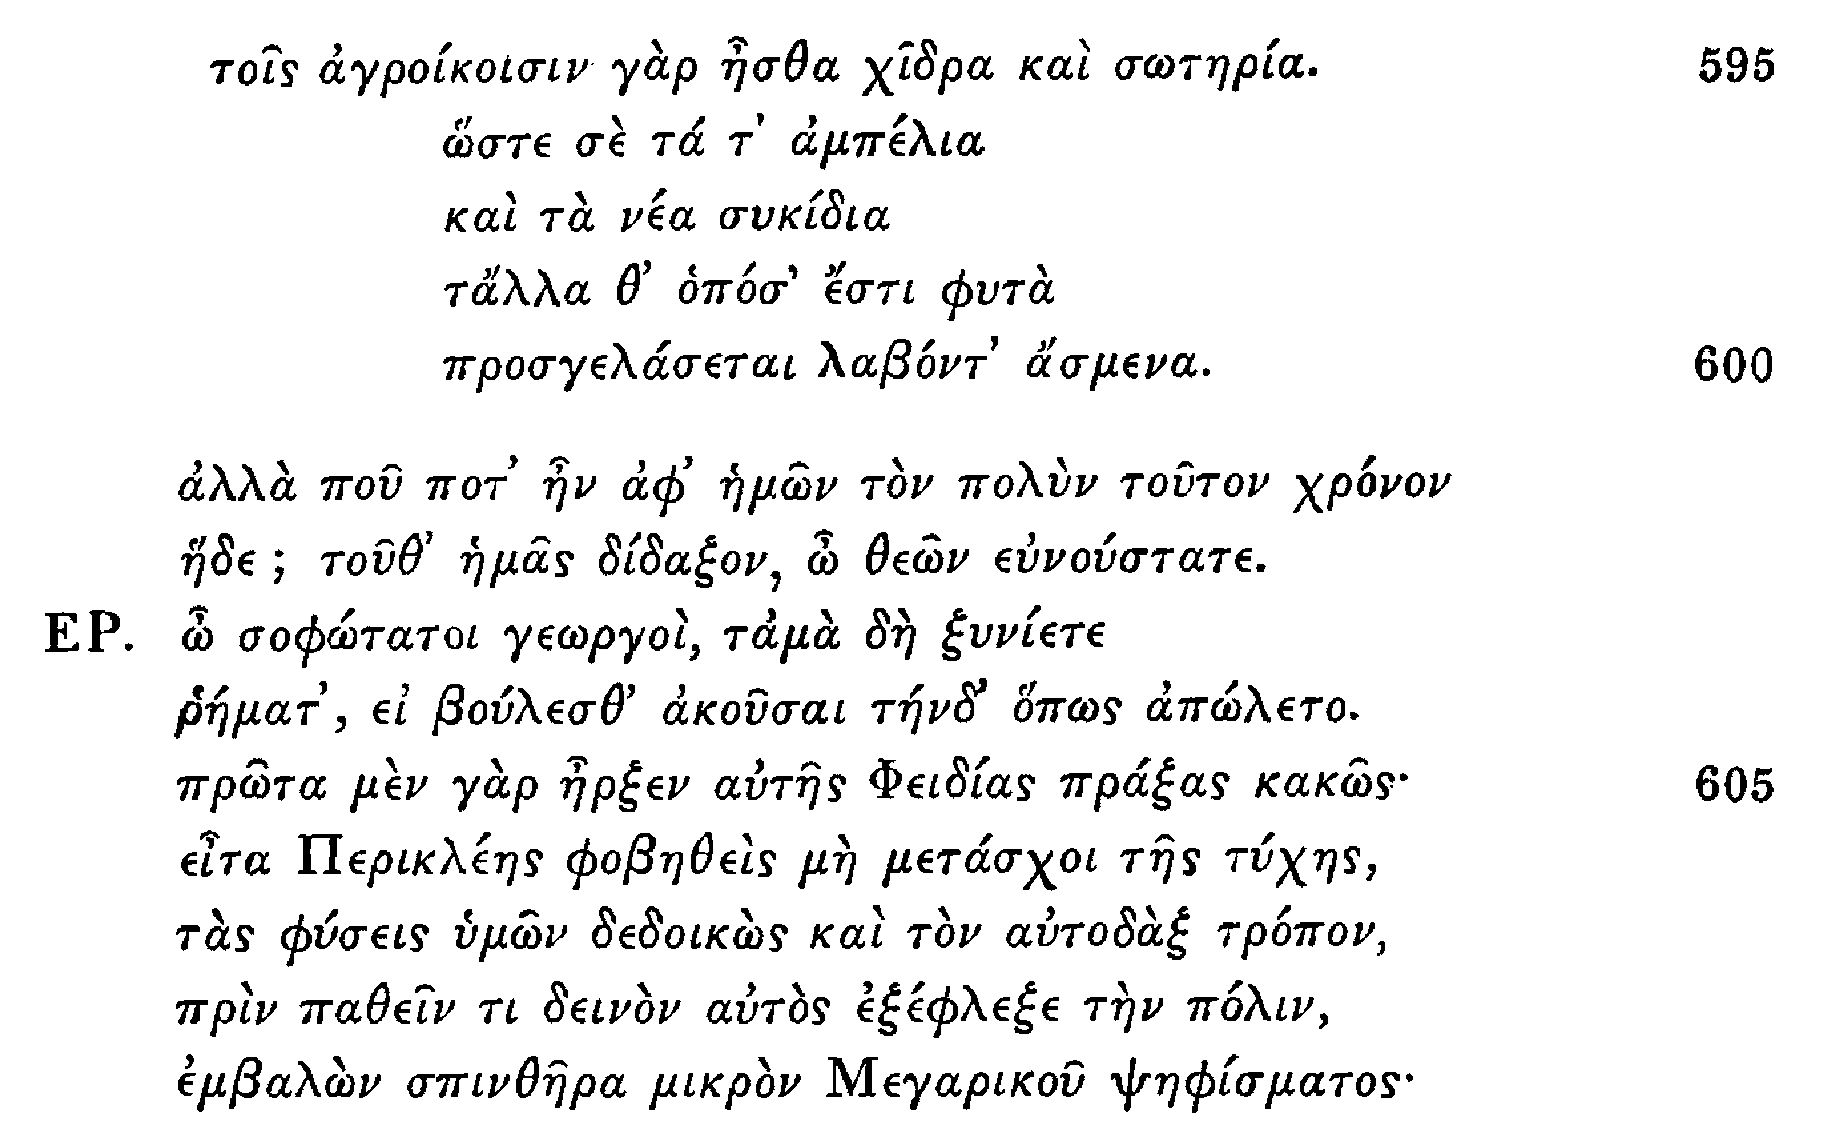 τοῖς ἀγροίκοισιν γὰρ ἦσθα χῖδρα καὶ σωτηρία. 595
ὥστε σὲ τά τ' ἀμπέλια
καὶ τὰ νέα συκίδια
τἄλλα θ' ὁπόσ' ἔστι φυτὰ
προσγελάσεται λαβόντ' ἄσμενα. 600
ἀλλὰ ποῦ ποτ' ἦν ἀφ' ἡμῶν τὸν πολὺν τοῦτον χρόνον
ἥδε ; τοῦθ' ἡμᾶς δίδαξον, ὦ θεῶν εὐνούστατε.
ΕΡ. ὦ σοφώτατοι γεωργοὶ, τἀμὰ δὴ ξυνίετε
ῥήματ', εἰ βούλεσθ' ἀκοῦσαι τήνδ' ὅπως ἀπώλετο.
πρῶτα μὲν γὰρ ἦρξεν αὐτῆς Φειδίας πράξας κακῶς· 605
εἶτα Περικλέης φοβηθεὶς μὴ μετάσχοι τῆς τύχης,
τὰς φύσεις ὑμῶν δεδοικὼς καὶ τὸν αὐτοδὰξ τρόπον,
πρὶν παθεῖν τι δεινὸν αὐτὸς ἐξέφλεξε τὴν πόλιν,
ἐμβαλὼν σπινθῆρα μικρὸν Μεγαρικοῦ ψηφίσματος·